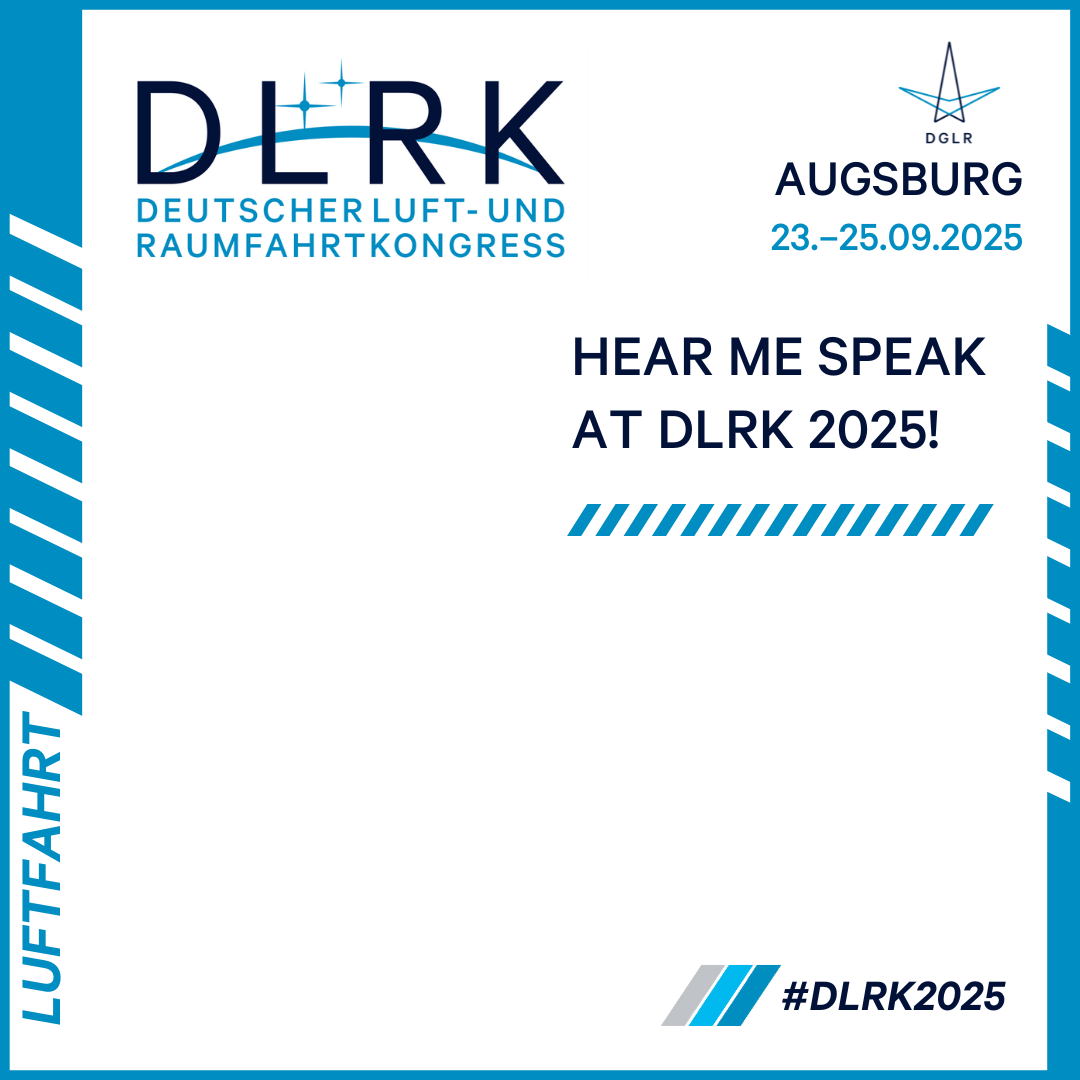 DLRK
DEUTSCHER LUFT- UND
RAUMFAHRTKONGRESS
DGLR
AUGSBURG
23.–25.09.2025
HEAR ME SPEAK
AT DLRK 2025!
LUFTFAHRT
#DLRK2025